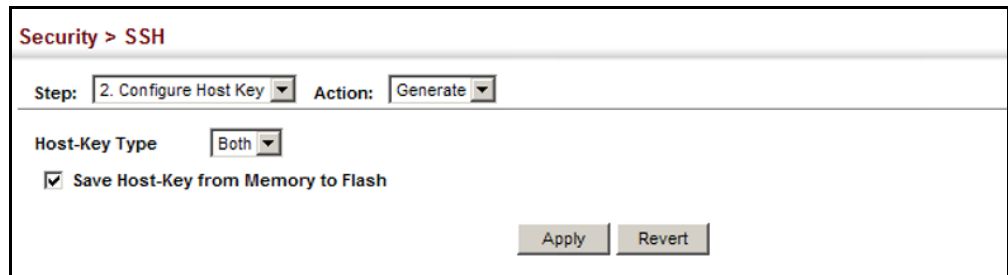 Security > SSH
Step: 2. Configure Host Key Action: Generate
Host-Key Type Both
Save Host-Key from Memory to Flash
Apply Revert